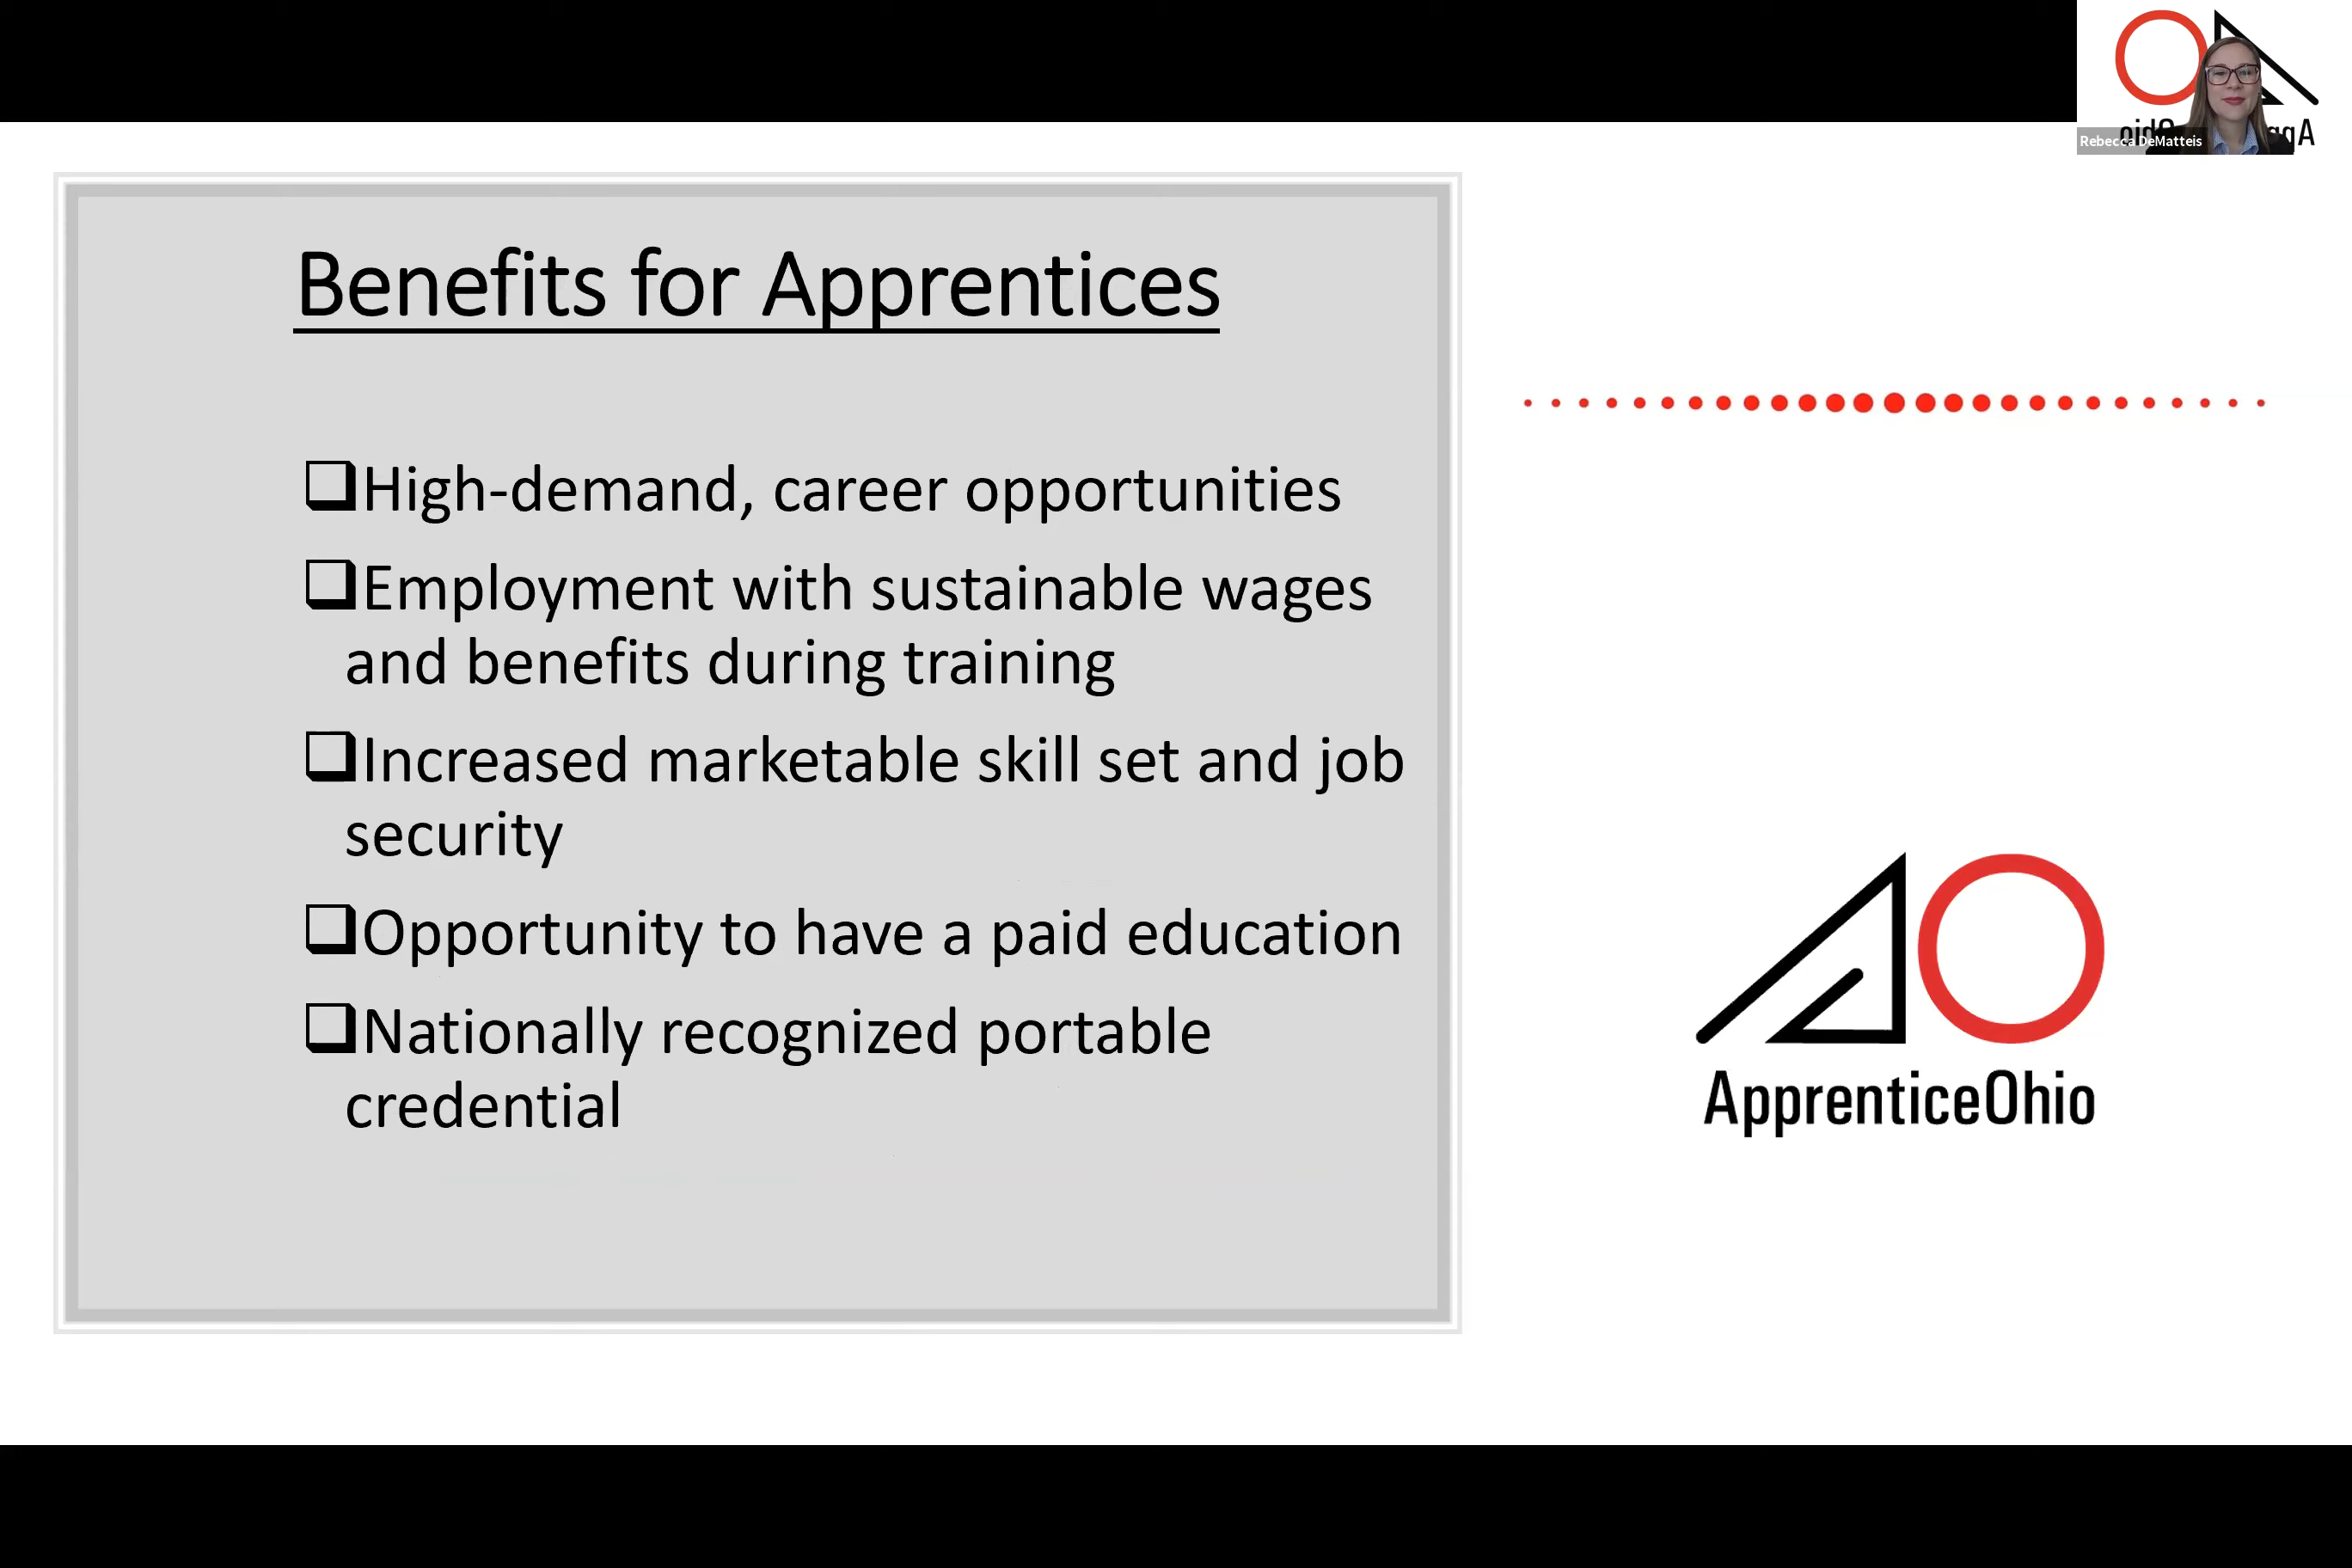 Benefits for Apprentices
High-demand, career opportunities
Employment with sustainable wages
and benefits during training
Increased marketable skill set and job
security
Opportunity to have a paid education
Nationally recognized portable
credential
ApprenticeOhio
Rebecca DeMatteis